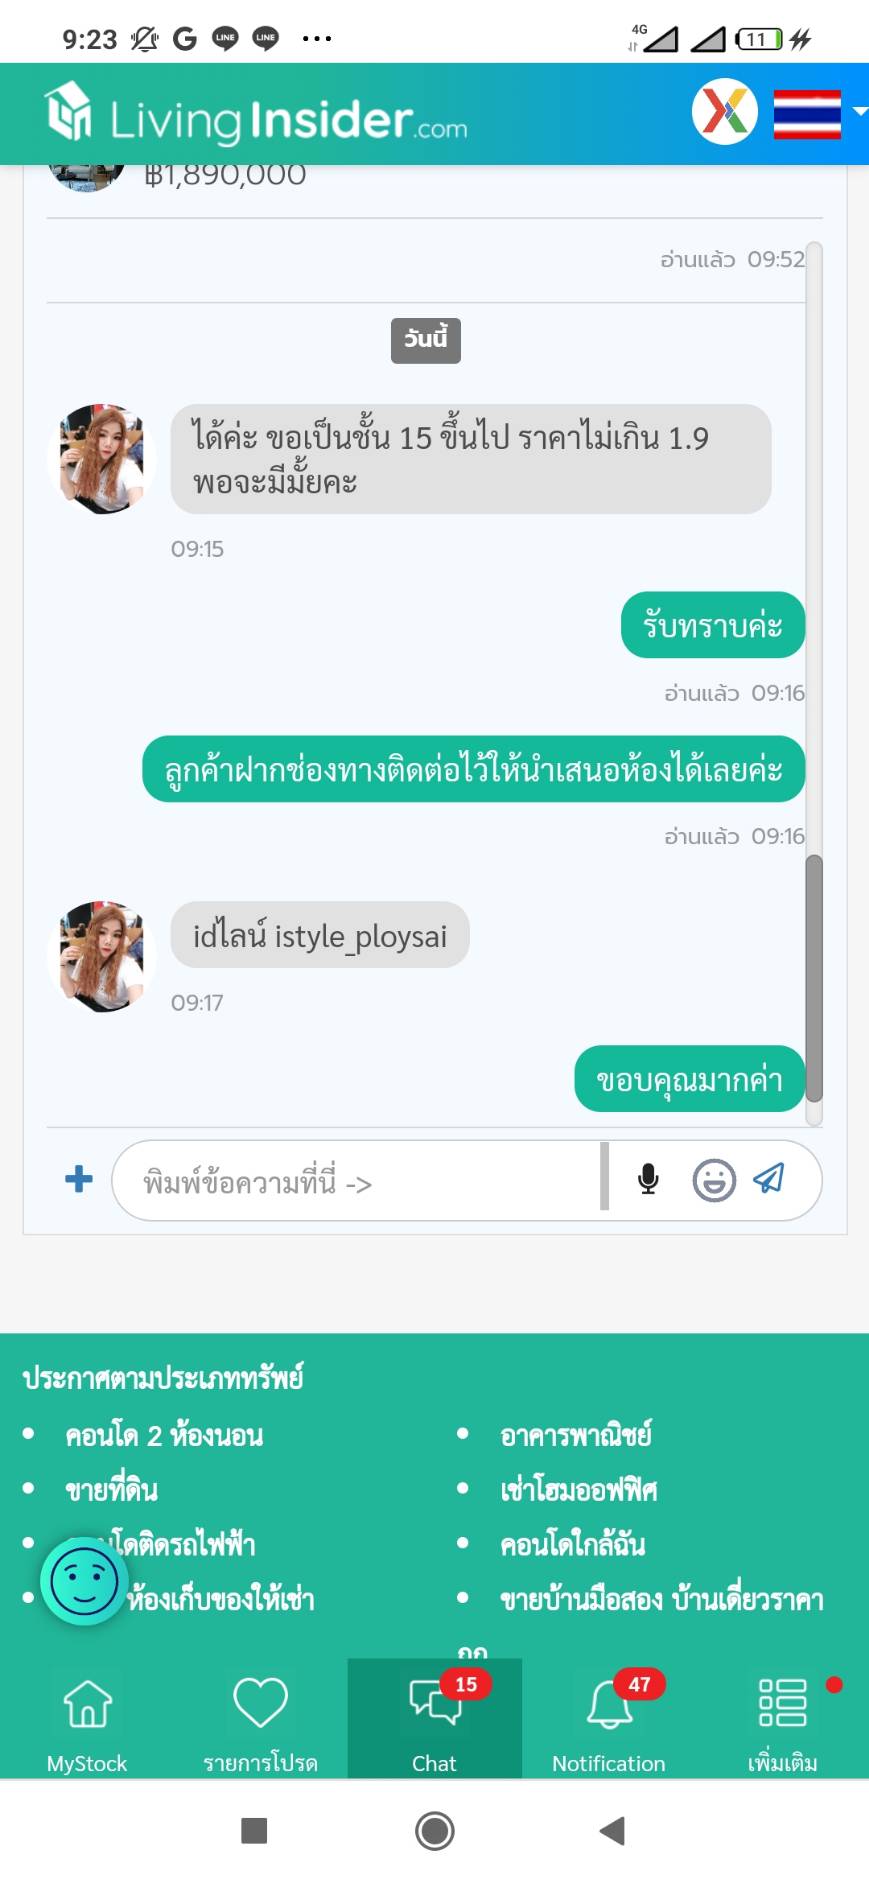 9:23
LINE
LINE
4G
11
LivingInsider.com
฿1,890,000
อ่านแล้ว 09:52
วันนี้
ได้ค่ะ ขอเป็นชั้น 15 ขึ้นไป ราคาไม่เกิน 1.9
พอจะมีมั้ยคะ
09:15
รับทราบค่ะ
อ่านแล้ว 09:16
ลูกค้าฝากช่องทางติดต่อไว้ให้นำเสนอห้องได้เลยค่ะ
อ่านแล้ว 09:16
idไลน์ istyle_ploysai
09:17
ขอบคุณมากค่า
พิมพ์ข้อความที่นี่ ->
ประกาศตามประเภททรัพย์
คอนโด 2 ห้องนอน
อาคารพาณิชย์
ขายที่ดิน
เช่าโฮมออฟฟิศ
โดติดรถไฟฟ้า
คอนโดใกล้ฉัน
ห้องเก็บของให้เช่า
ขายบ้านมือสอง บ้านเดี่ยวราคา
15
47
MyStock
รายการโปรด
Chat
Notification
เพิ่มเติม